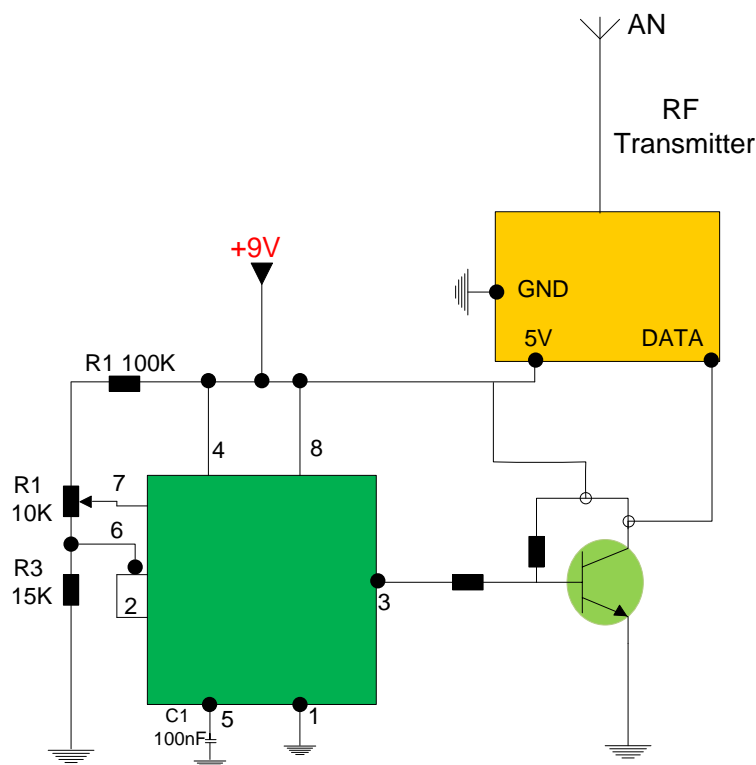 AN
RF
Transmitter
+9V
GND
5V
DATA
R1 100K
4
8
R1
10K
7
6
R3
15K
2
3
C1
100nF
5
1